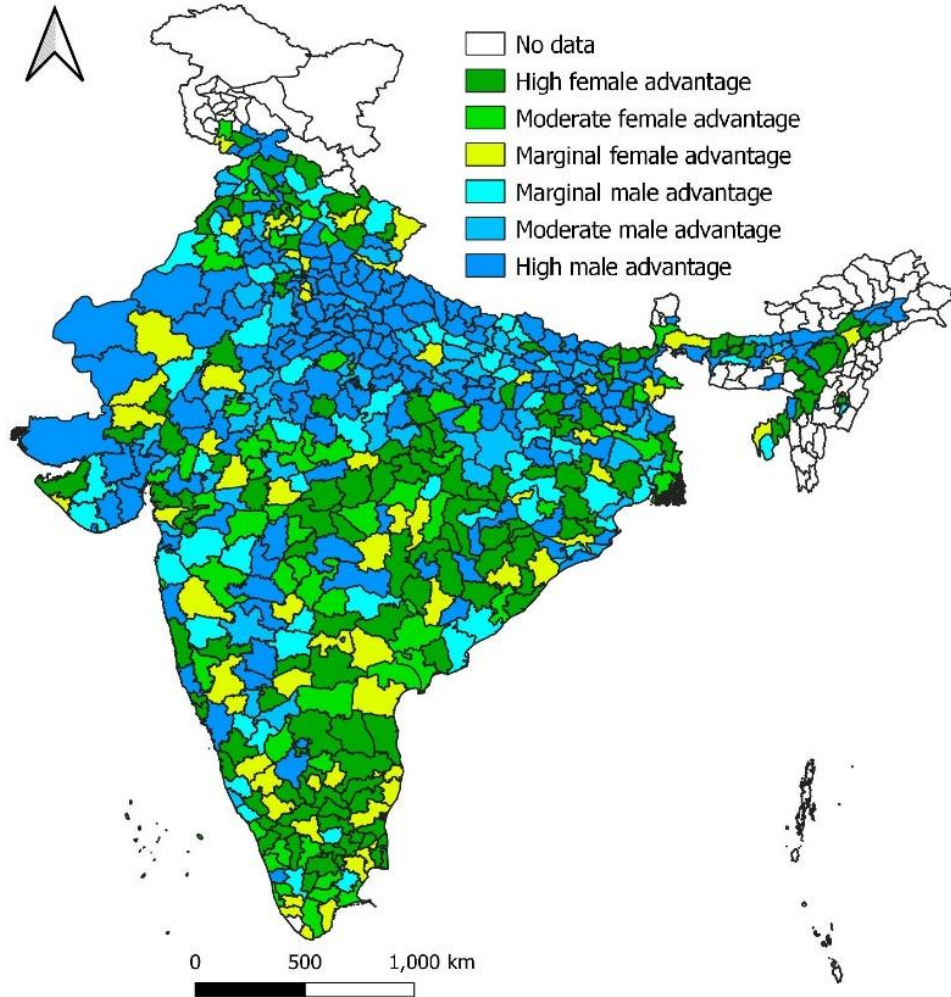 No data
High female advantage
Moderate female advantage
Marginal female advantage
Marginal male advantage
Moderate male advantage
High male advantage
0 500 1,000 km